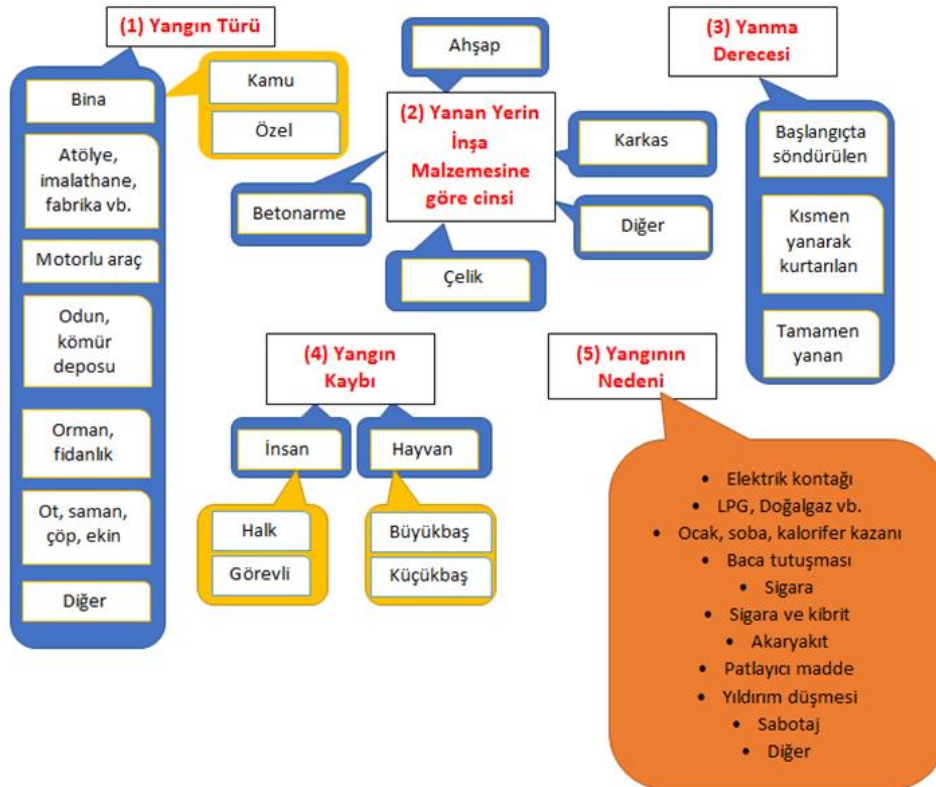 (1) Yangın Türü
Bina
Kamu
Özel
Atölye,
imalathane,
fabrika vb.
Motorlu araç
Odun,
kömür
deposu
Orman,
fidanlık
Ot, saman,
çöp, ekin
Diğer
(2) Yanan Yerin
İnşa
Malzemesine
göre cinsi
Ahşap
Karkas
Betonarme
Diğer
Çelik
(3) Yanma
Derecesi
Başlangıçta
söndürülen
Kısmen
yanarak
kurtarılan
Tamamen
yanan
(4) Yangın
Kaybı
İnsan
Hayvan
Halk
Görevli
Büyükbaş
Küçükbaş
(5) Yangının
Nedeni
• Elektrik kontağı
• LPG, Doğalgaz vb.
• Ocak, soba, kalorifer kazanı
• Baca tutuşması
• Sigara
• Sigara ve kibrit
• Akaryakıt
• Patlayıcı madde
• Yıldırım düşmesi
• Sabotaj
• Diğer